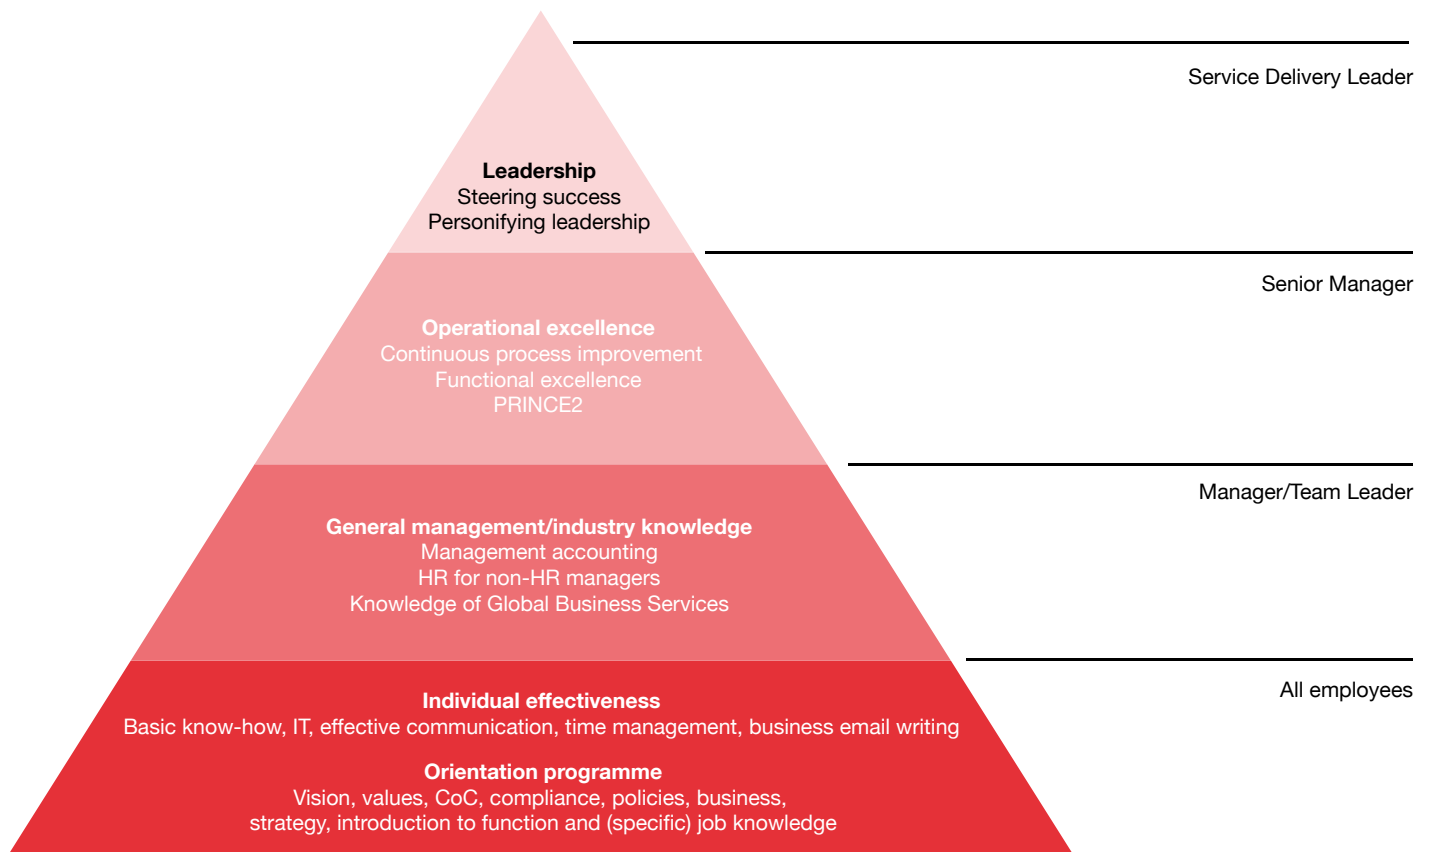 Service Delivery Leader
Leadership
Steering success
Personifying leadership
Senior Manager
Operational excellence
Continuous process improvement
Functional excellence
PRINCE2
Manager/Team Leader
General management/industry knowledge
Management accounting
HR for non-HR managers
Knowledge of Global Business Services
All employees
Individual effectiveness
Basic know-how, IT, effective communication, time management, business email writing
Orientation programme
Vision, values, CoC, compliance, policies, business,
strategy, introduction to function and (specific) job knowledge